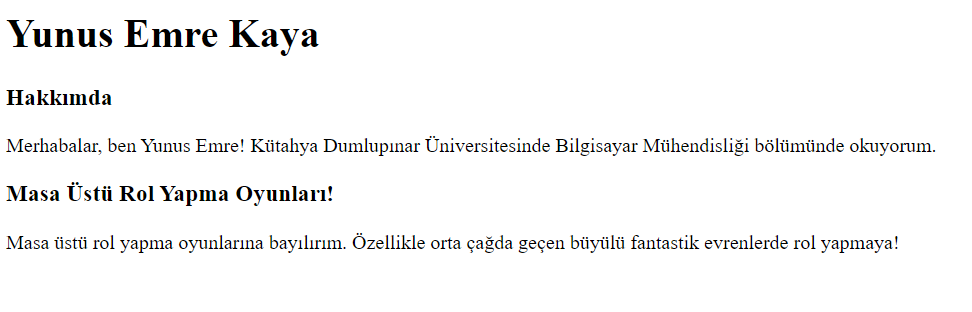 Yunus Emre Kaya
Hakkımda
Merhabalar, ben Yunus Emre! Kütahya Dumlupınar Üniversitesinde Bilgisayar Mühendisliği bölümünde okuyorum.
Masa Üstü Rol Yapma Oyunları!
Masa üstü rol yapma oyunlarına bayılırım. Özellikle orta çağda geçen büyülü fantastik evrenlerde rol yapmaya!